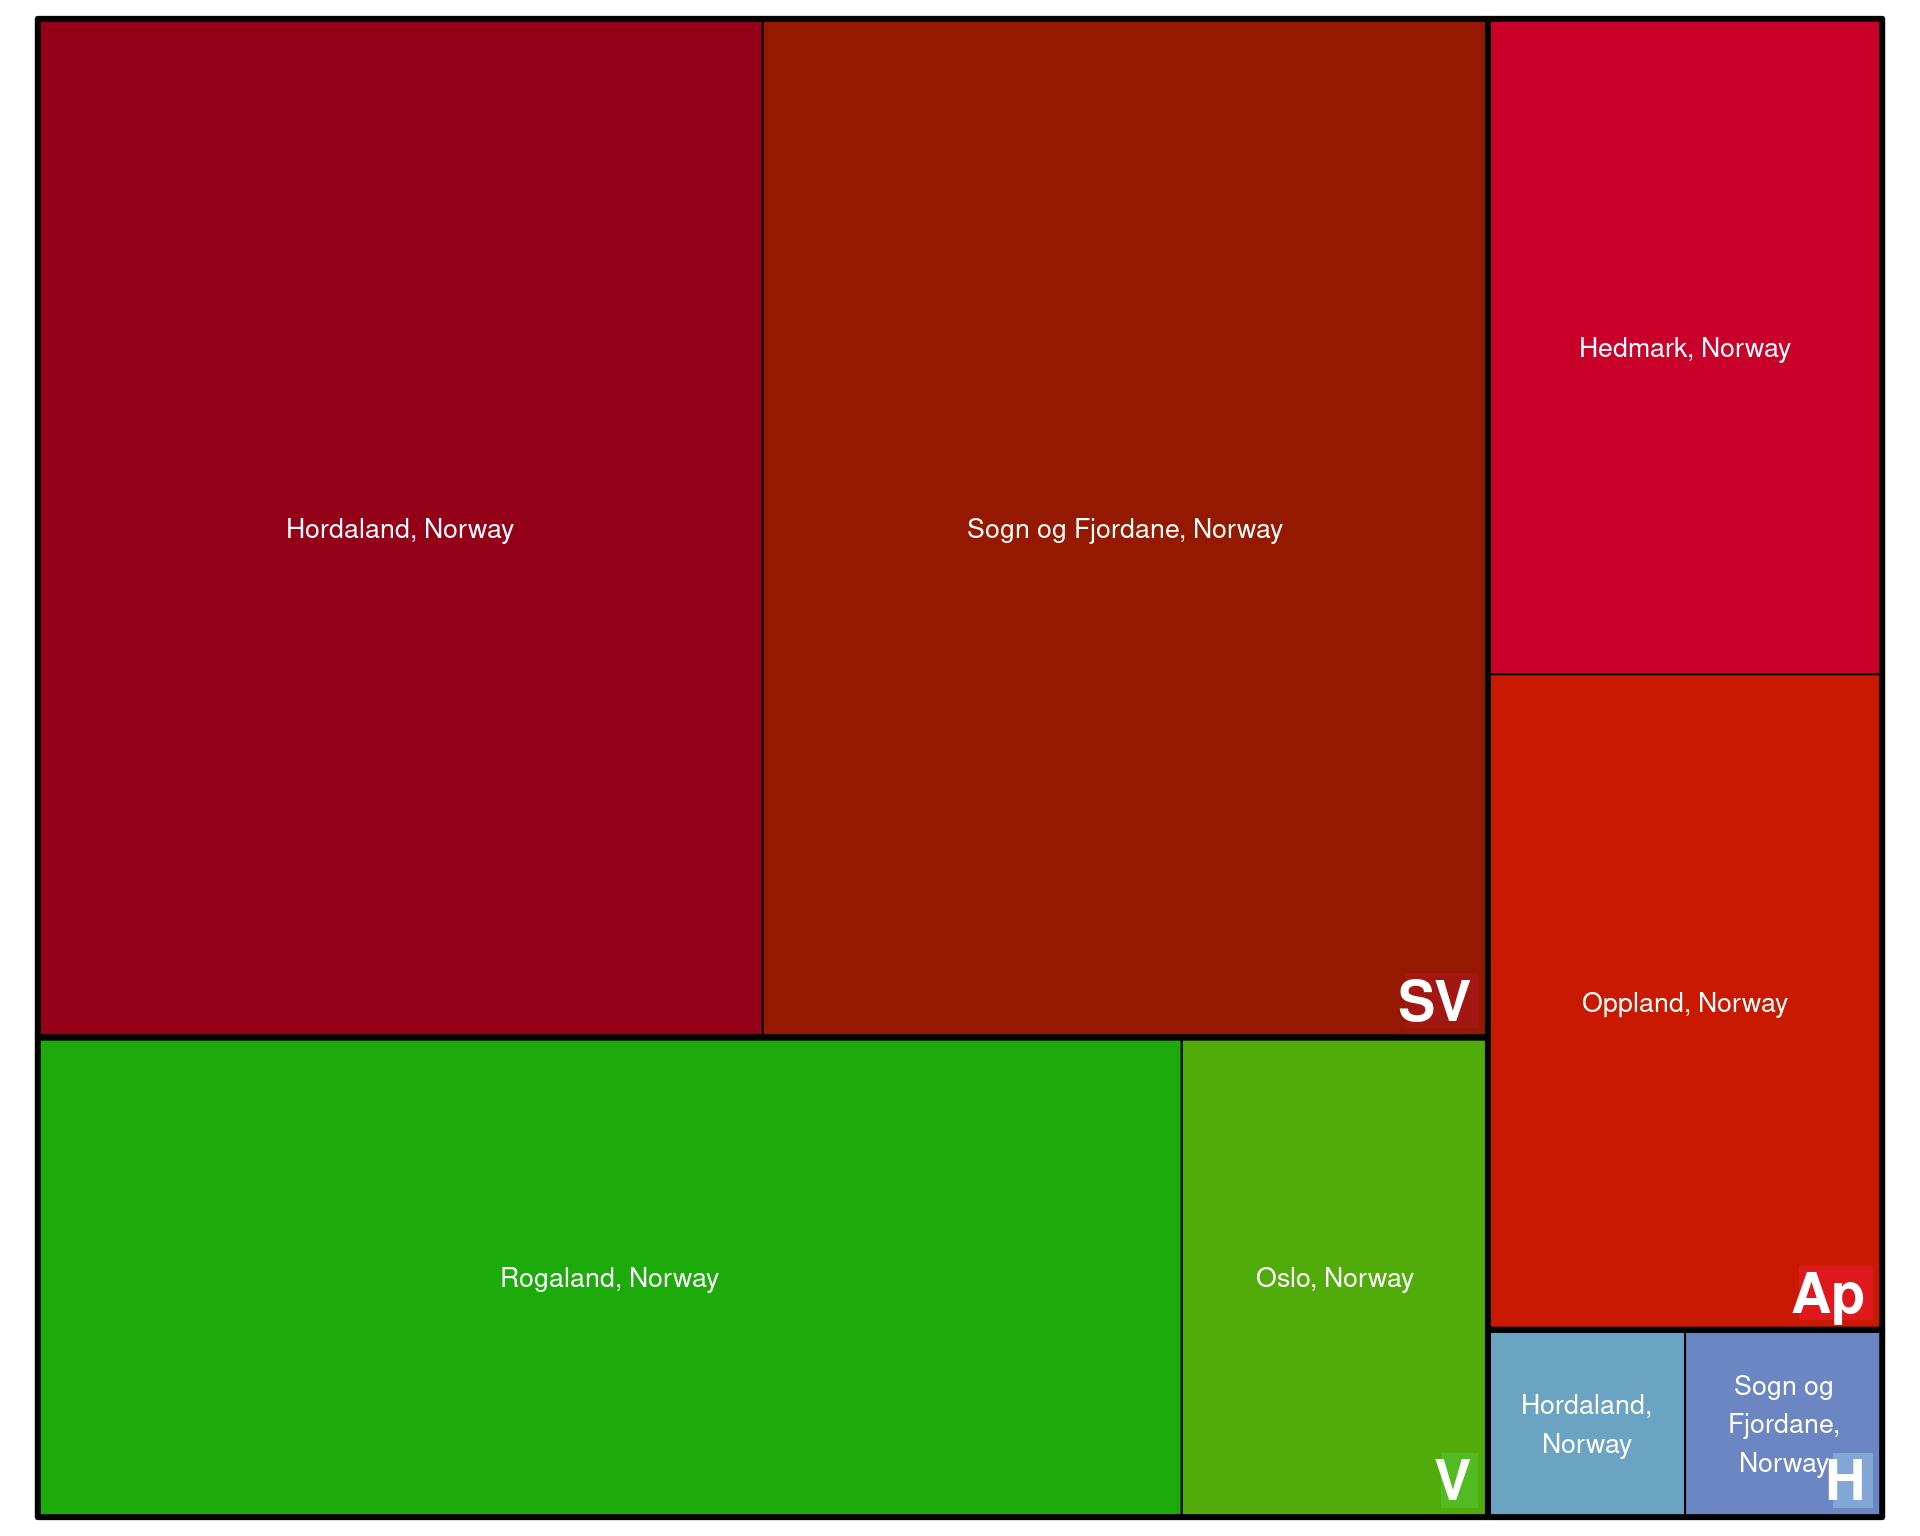 Hordaland, Norway
Sogn og Fjordane, Norway
SV
Rogaland, Norway
Oslo, Norway
V
Hedmark, Norway
Oppland, Norway
Ap
Hordaland,
Norway
Sogn og
Fjordane,
Norway
H